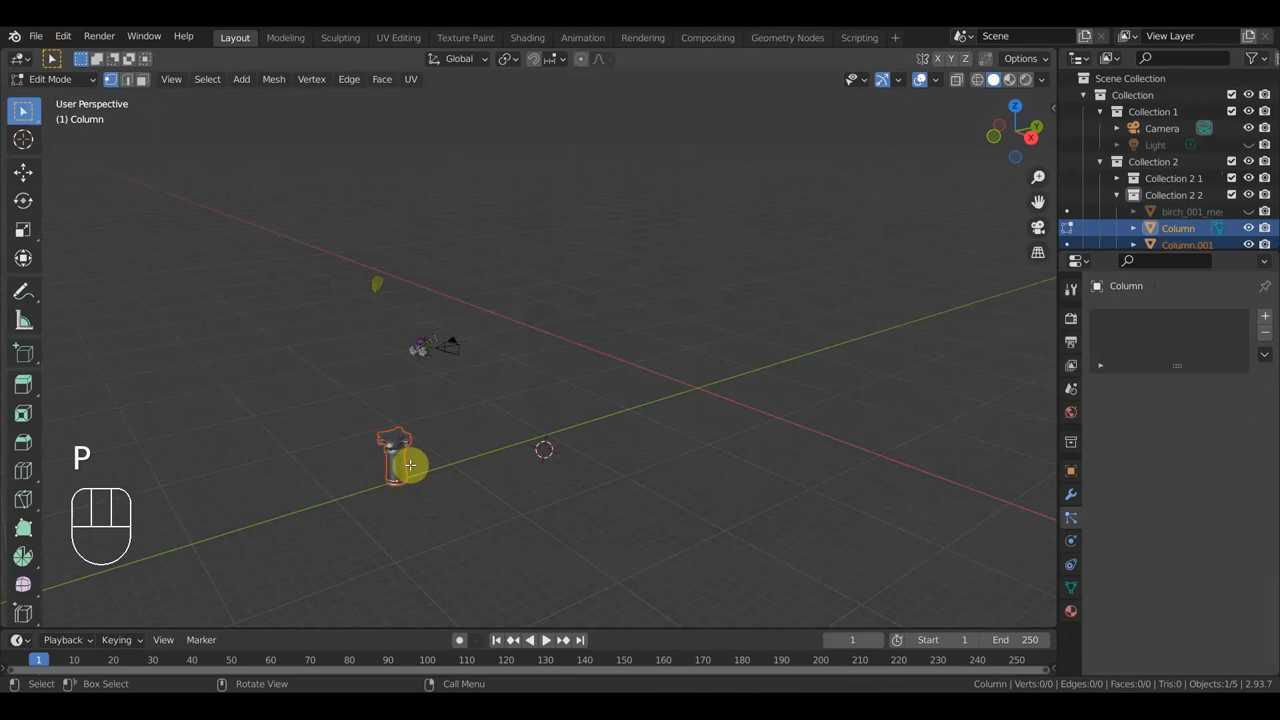 File Edit Render Window Help Layout Modeling Sculpting UV Editing Texture Paint Shading Animation Rendering Compositing Geometry Nodes Scripting + Scene View Layer
Global X Y Z Options
Edit Mode View Select Add Mesh Vertex Edge Face UV
User Perspective
(1) Column
Scene Collection
Collection
Collection 1
Camera
Light
Collection 2
Collection 2 1
Collection 2 2
birch_001_me
Column
Column.001
Column
Z
Y
X
P
Playback Keying View Marker 1 Start 1 End 250
1 10 20 30 40 50 60 70 80 90 100 110 120 130 140 150 160 170 180 190 200 210 220 230 240 250
Select Box Select Rotate View Call Menu Column | Verts:0/0 | Edges:0/0 | Faces:0/0 | Tris:0 | Objects:1/5 | 2.93.7